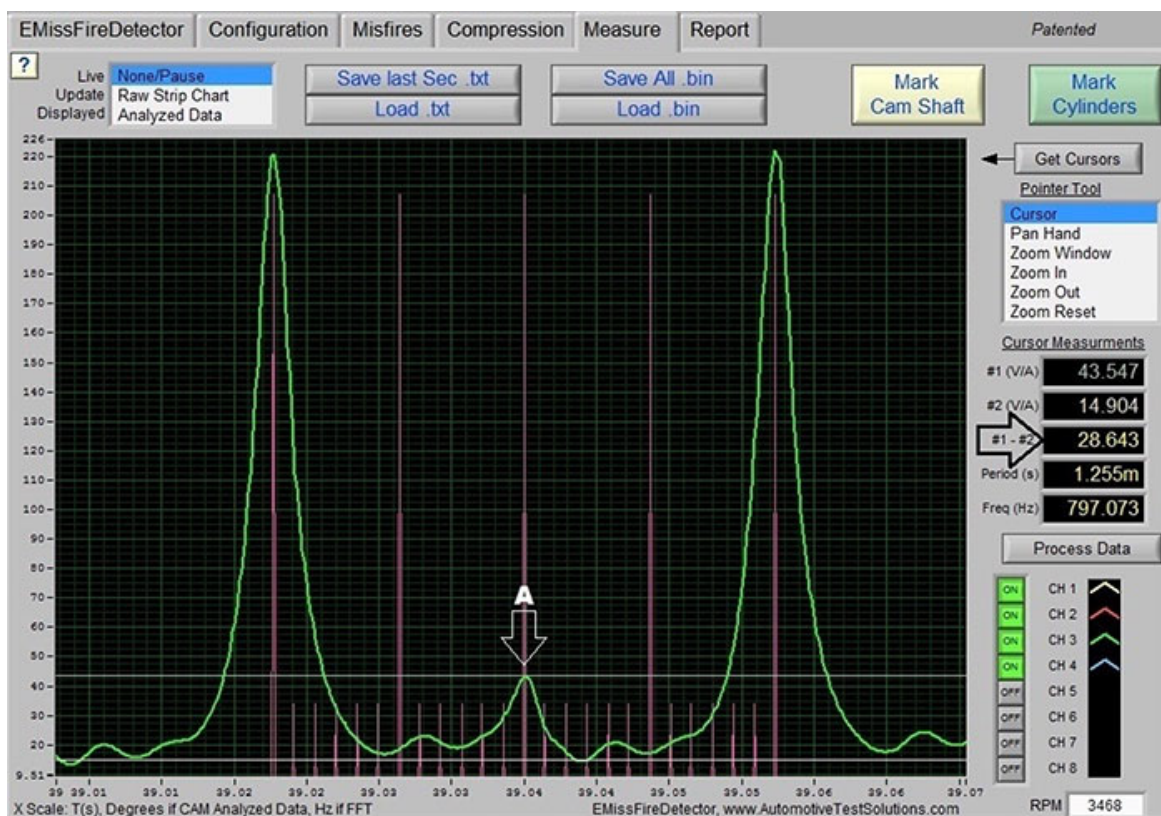 EMissFireDetector Configuration Misfires Compression Measure Report Patented
?
Live
Update
Displayed
None/Pause
Raw Strip Chart
Analyzed Data
Save last Sec .txt
Load .txt
Save All .bin
Load .bin
Mark
Cam Shaft
Mark
Cylinders
Get Cursors
Pointer Tool
Cursor
Pan Hand
Zoom Window
Zoom In
Zoom Out
Zoom Reset
Cursor Measurments
#1 (V/A) 43.547
#2 (V/A) 14.904
#1 - #2 28.643
Period (s) 1.255m
Freq (Hz) 797.073
Process Data
ON CH 1
ON CH 2
ON CH 3
ON CH 4
OFF CH 5
OFF CH 6
OFF CH 7
OFF CH 8
RPM 3468
226
220
210
200
190
180
170
160
150
140
130
120
110
100
90
80
70
60
50
40
30
20
9.51
A
39 39.01 39.01 39.02 39.02 39.03 39.03 39.04 39.04 39.05 39.05 39.06 39.06 39.07
X Scale: T(s), Degrees if CAM Analyzed Data, Hz if FFT
EMissFireDetector, www.AutomotiveTestSolutions.com